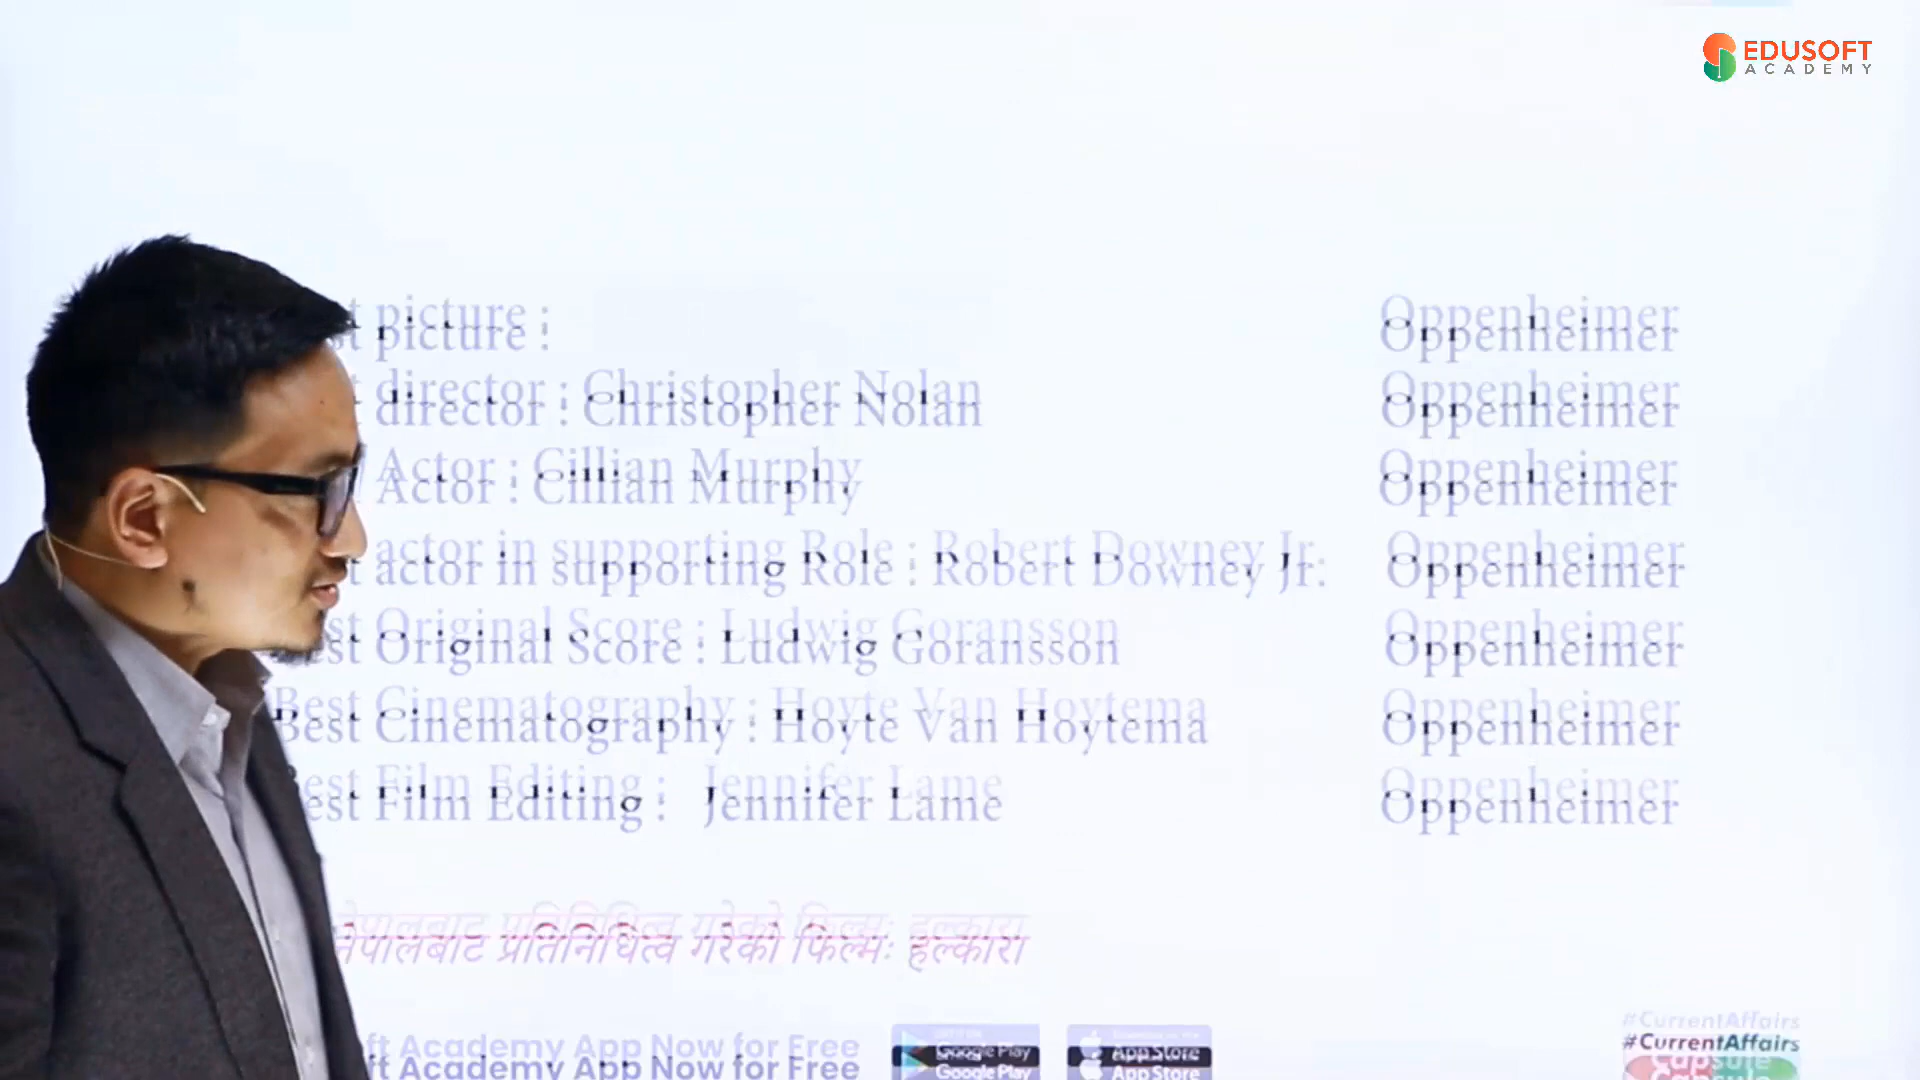 EDUSOFT
ACADEMY
picture : Oppenheimer
director : Christopher Nolan Oppenheimer
Actor : Cillian Murphy Oppenheimer
actor in supporting Role : Robert Downey Jr. Oppenheimer
Original Score : Ludwig Goransson Oppenheimer
Best Cinematography : Hoyte Van Hoytema Oppenheimer
Film Editing : Jennifer Lame Oppenheimer
नेपालबाट प्रतिनिधित्व गरेको फिल्मः हल्कारा
Academy App Now for Free
Google Play
App Store
#CurrentAffairs
Capsule